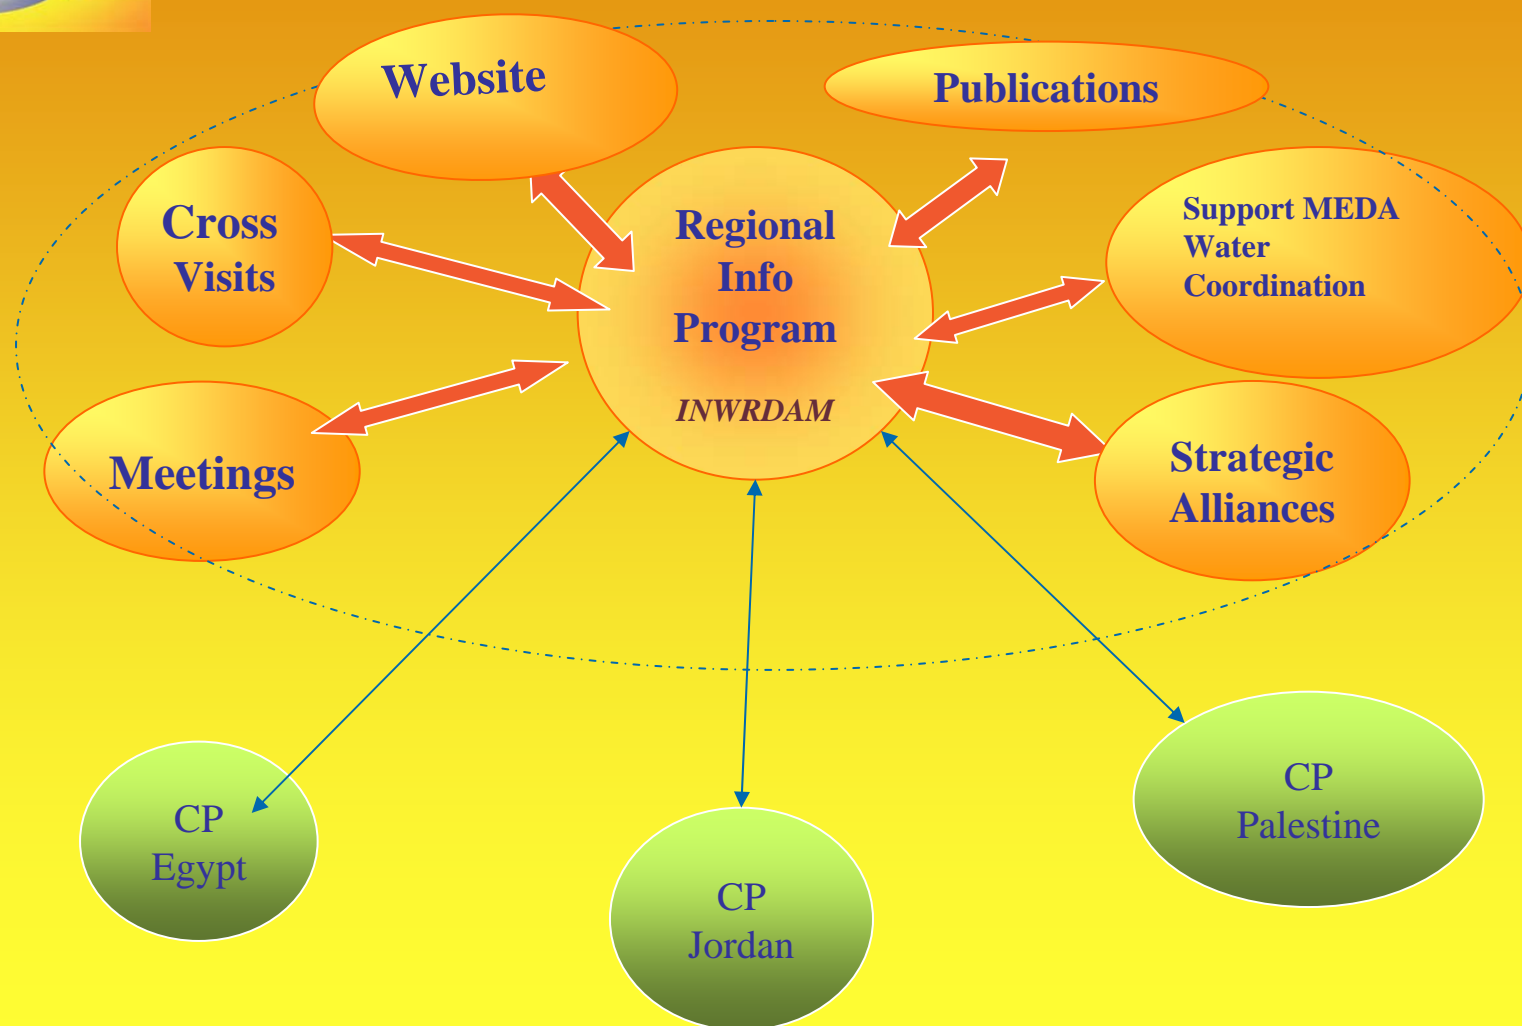 Website
Publications
Cross
Visits
Regional
Info
Program
INWRDAM
Support MEDA
Water
Coordination
Meetings
Strategic
Alliances
CP
Egypt
CP
Jordan
CP
Palestine